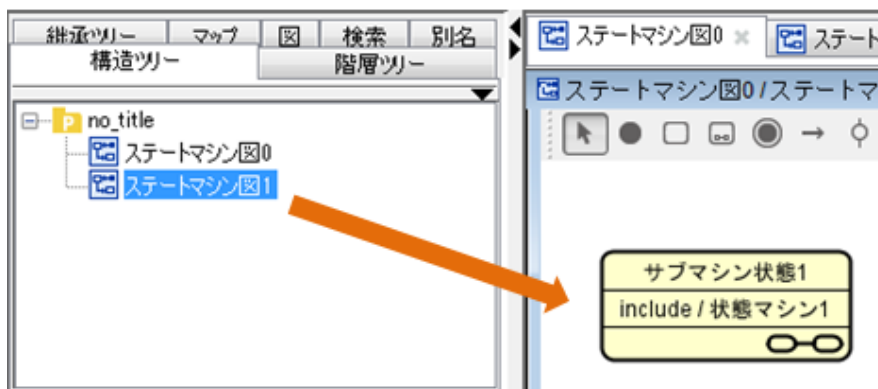 継承ツリー マップ 図 検索 別名
構造ツリー 階層ツリー
no_title
ステートマシン図0
ステートマシン図1
ステートマシン図0 ステート
ステートマシン図0/ステートマ
サブマシン状態1
include / 状態マシン1